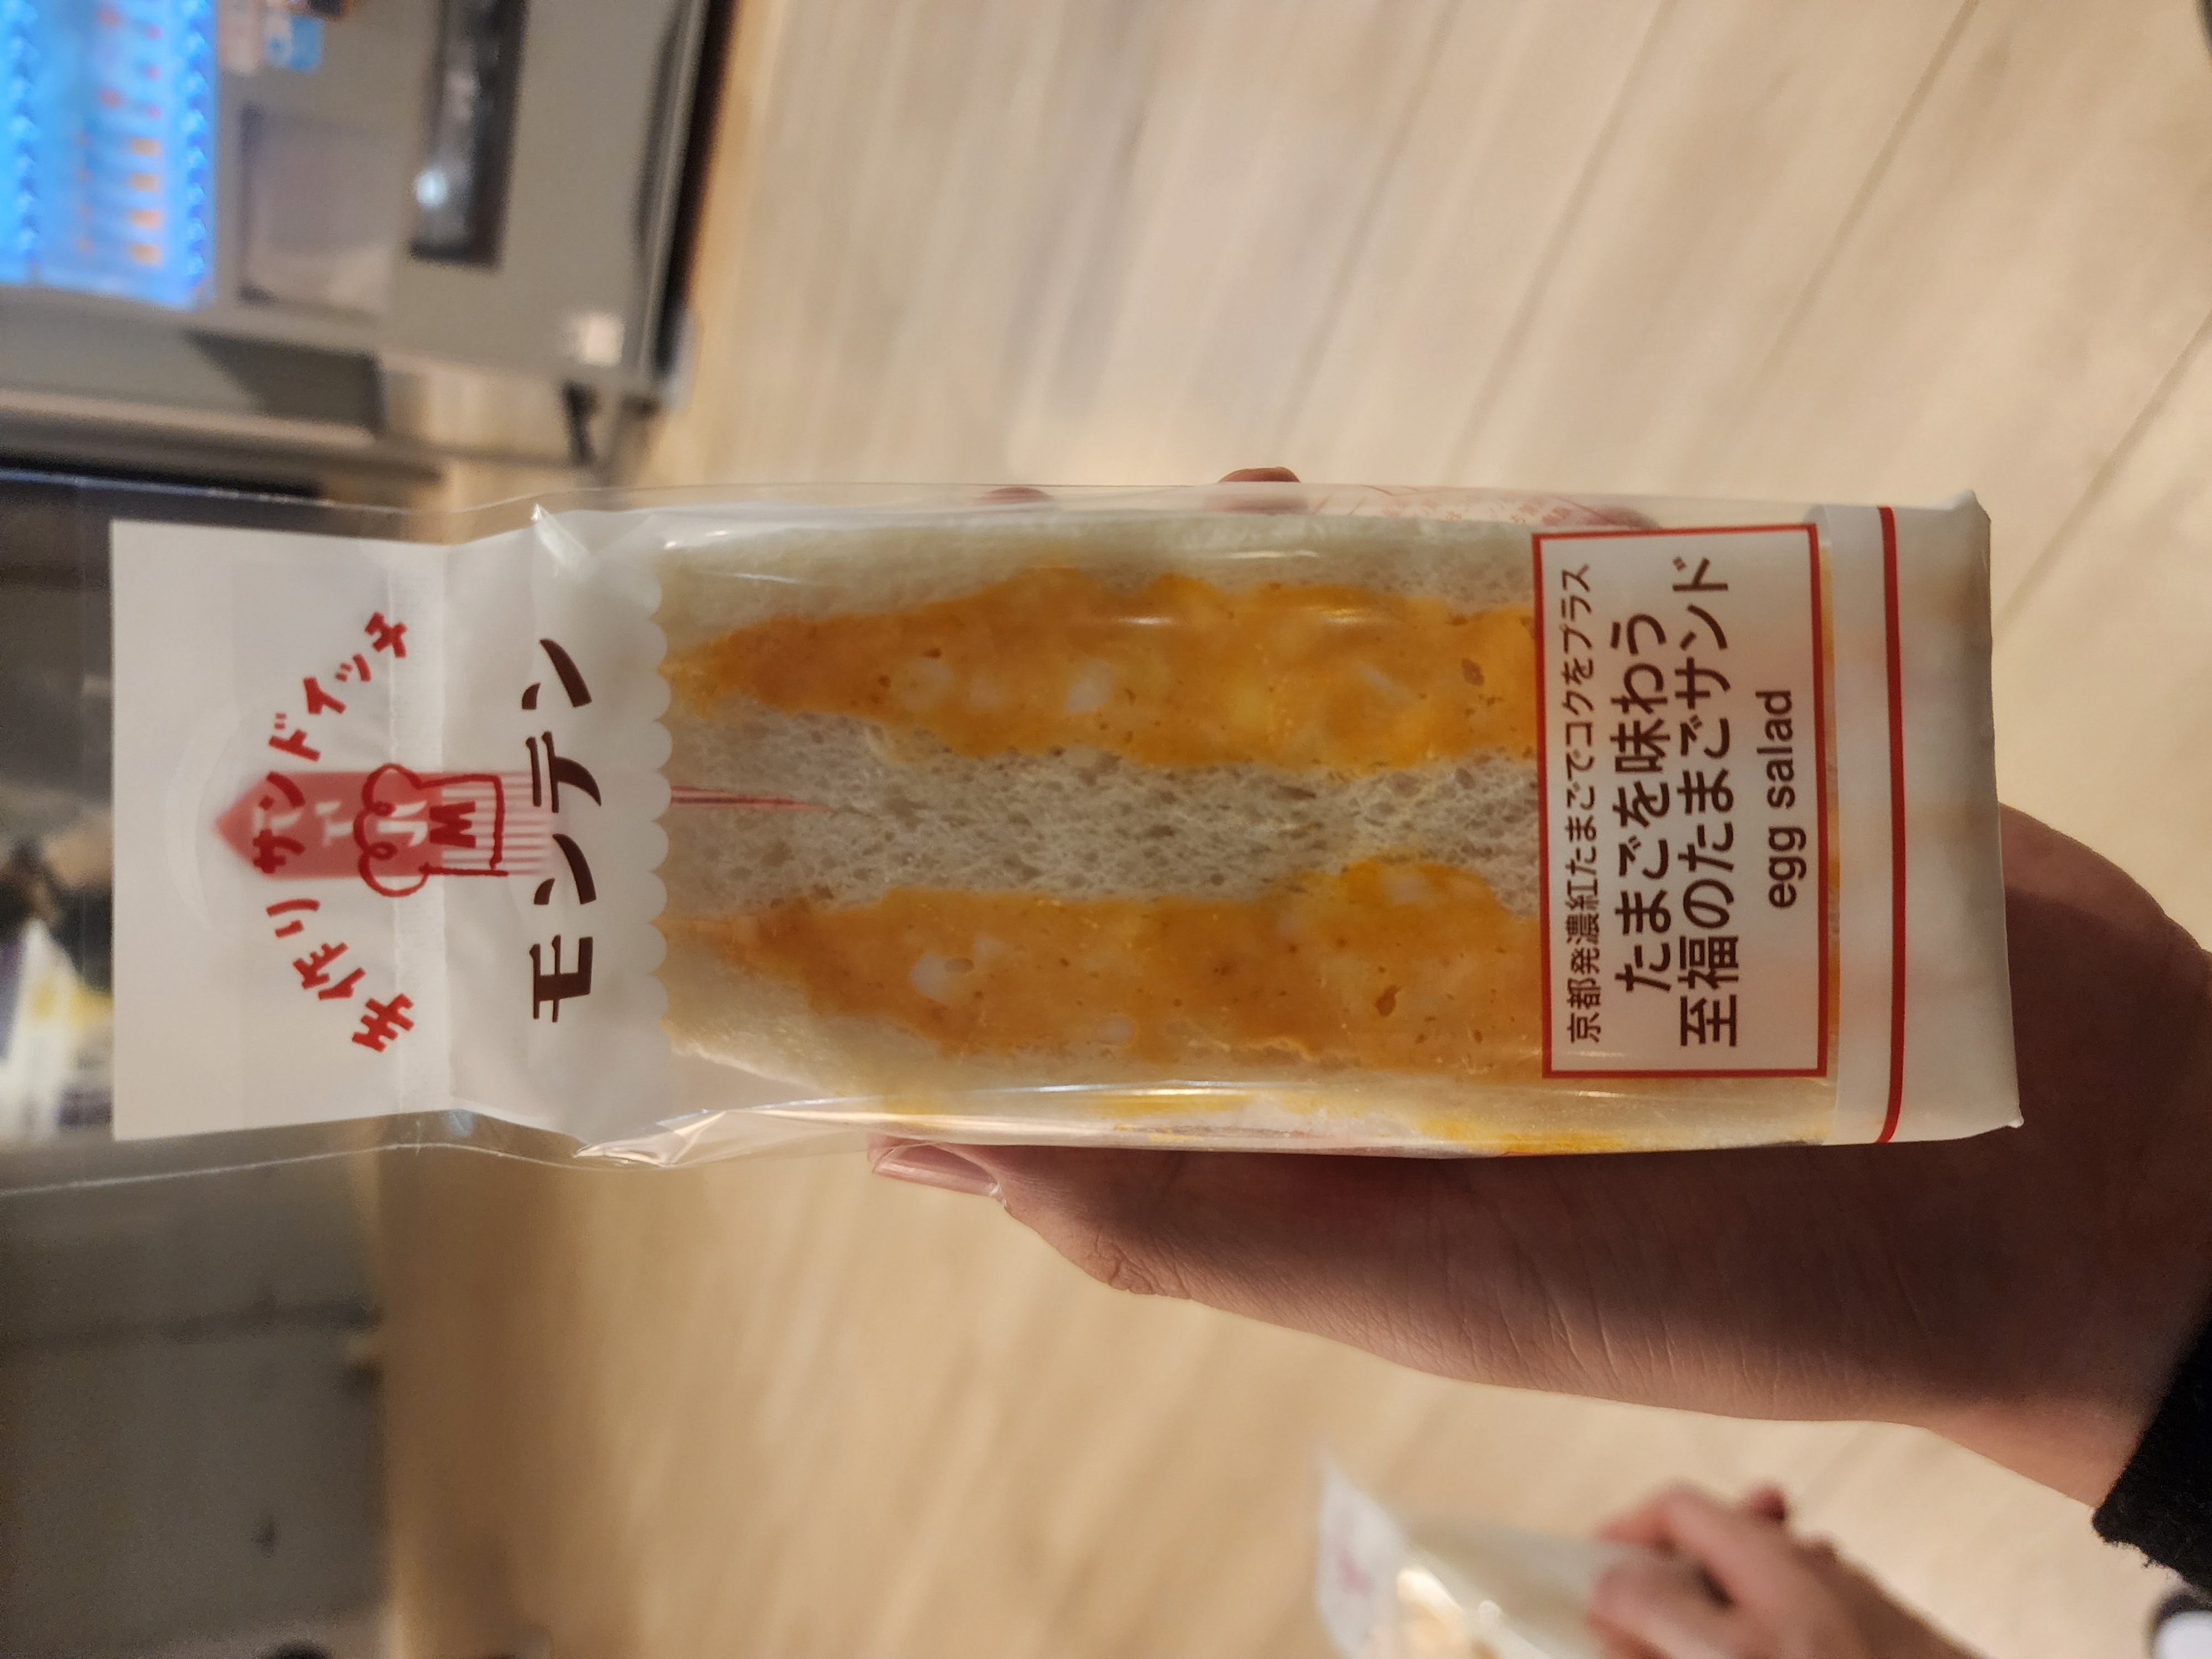 手作りサンドイッチ
M
モンテン
京都発濃紅たまごでコクをプラス
たまごを味わう
至福のたまごサンド
egg salad